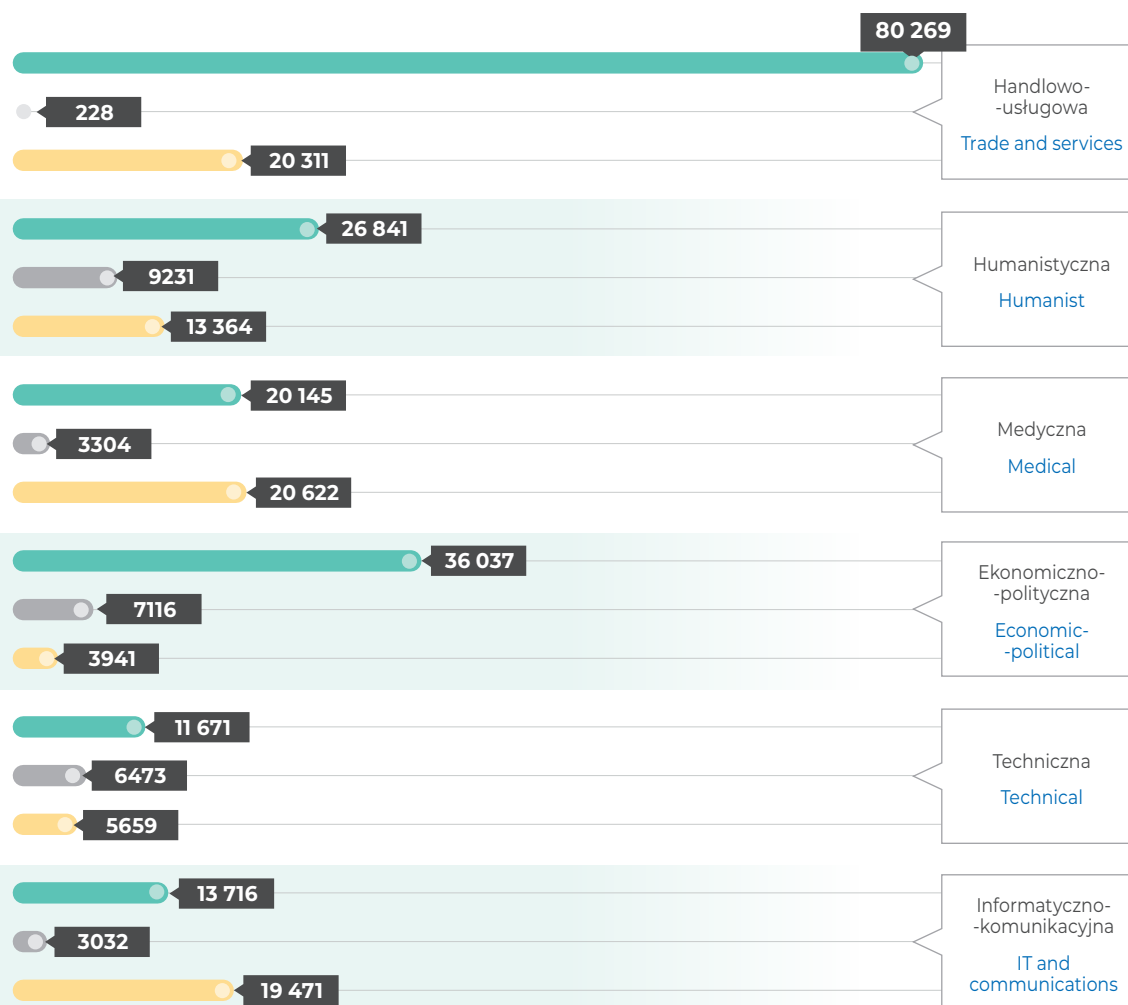 80 269
228
20 311
Handlowo-
-usługowa
Trade and services
26 841
9231
13 364
Humanistyczna
Humanist
20 145
3304
20 622
Medyczna
Medical
36 037
7116
3941
Ekonomiczno-
-polityczna
Economic-
-political
11 671
6473
5659
Techniczna
Technical
13 716
3032
19 471
Informatyczno-
-komunikacyjna
IT and
communications